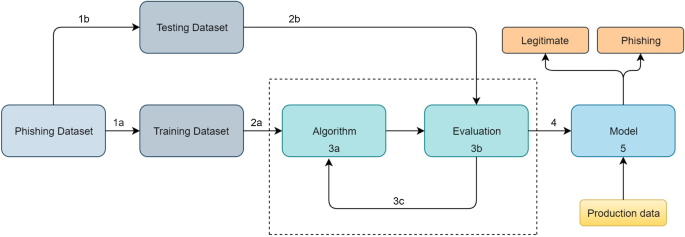 1b
Testing Dataset
2b
Legitimate
Phishing
Phishing Dataset
1a
Training Dataset
2a
Algorithm
3a
Evaluation
3b
4
Model
5
3c
Production data